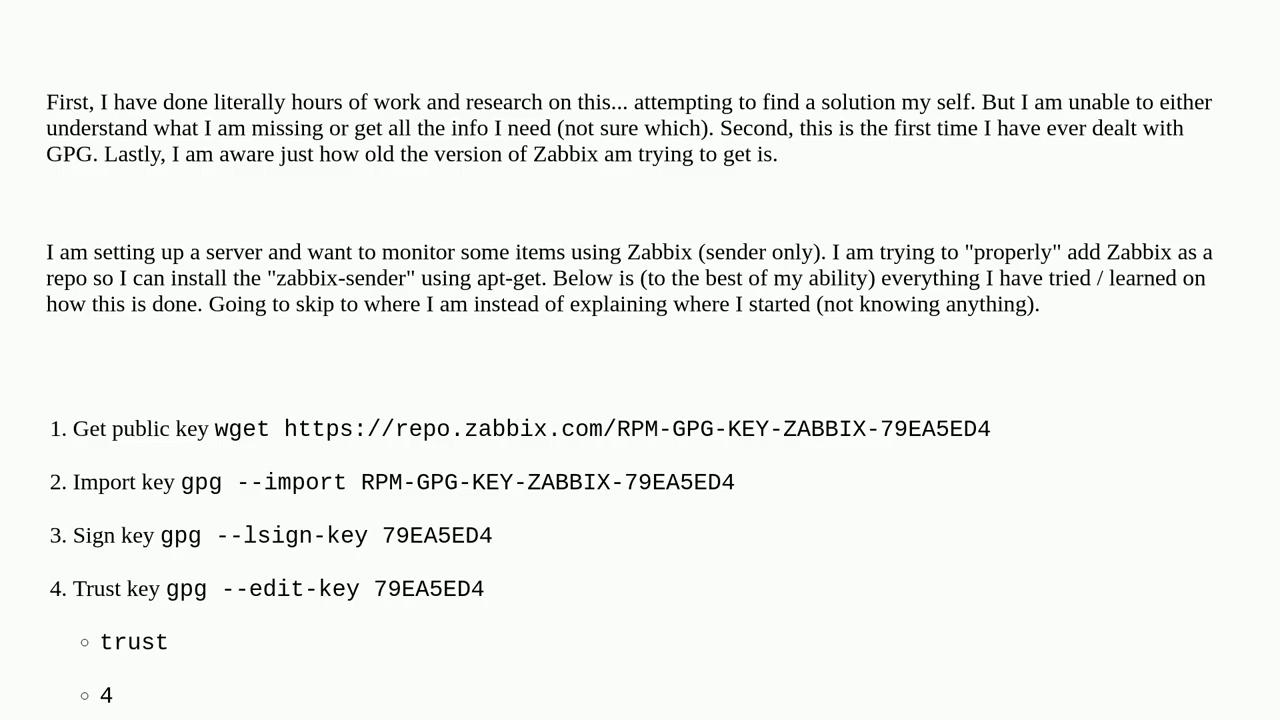 First, I have done literally hours of work and research on this... attempting to find a solution my self. But I am unable to either
understand what I am missing or get all the info I need (not sure which). Second, this is the first time I have ever dealt with
GPG. Lastly, I am aware just how old the version of Zabbix am trying to get is.
I am setting up a server and want to monitor some items using Zabbix (sender only). I am trying to "properly" add Zabbix as a
repo so I can install the "zabbix-sender" using apt-get. Below is (to the best of my ability) everything I have tried / learned on
how this is done. Going to skip to where I am instead of explaining where I started (not knowing anything).
1. Get public key wget https://repo.zabbix.com/RPM-GPG-KEY-ZABBIX-79EA5ED4
2. Import key gpg --import RPM-GPG-KEY-ZABBIX-79EA5ED4
3. Sign key gpg --lsign-key 79EA5ED4
4. Trust key gpg --edit-key 79EA5ED4
◦ trust
◦ 4